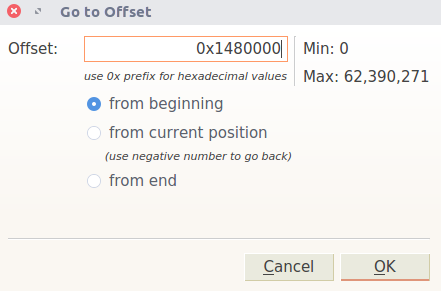 Go to Offset
Offset: 0x1480000 Min: 0
use 0x prefix for hexadecimal values Max: 62,390,271
from beginning
from current position
(use negative number to go back)
from end
Cancel OK